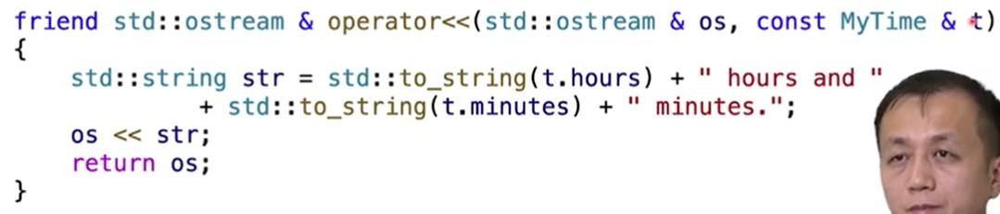 friend std::ostream & operator<<(std::ostream & os, const MyTime & t)
{
    std::string str = std::to_string(t.hours) + " hours and "
            + std::to_string(t.minutes) + " minutes.";
    os << str;
    return os;
}